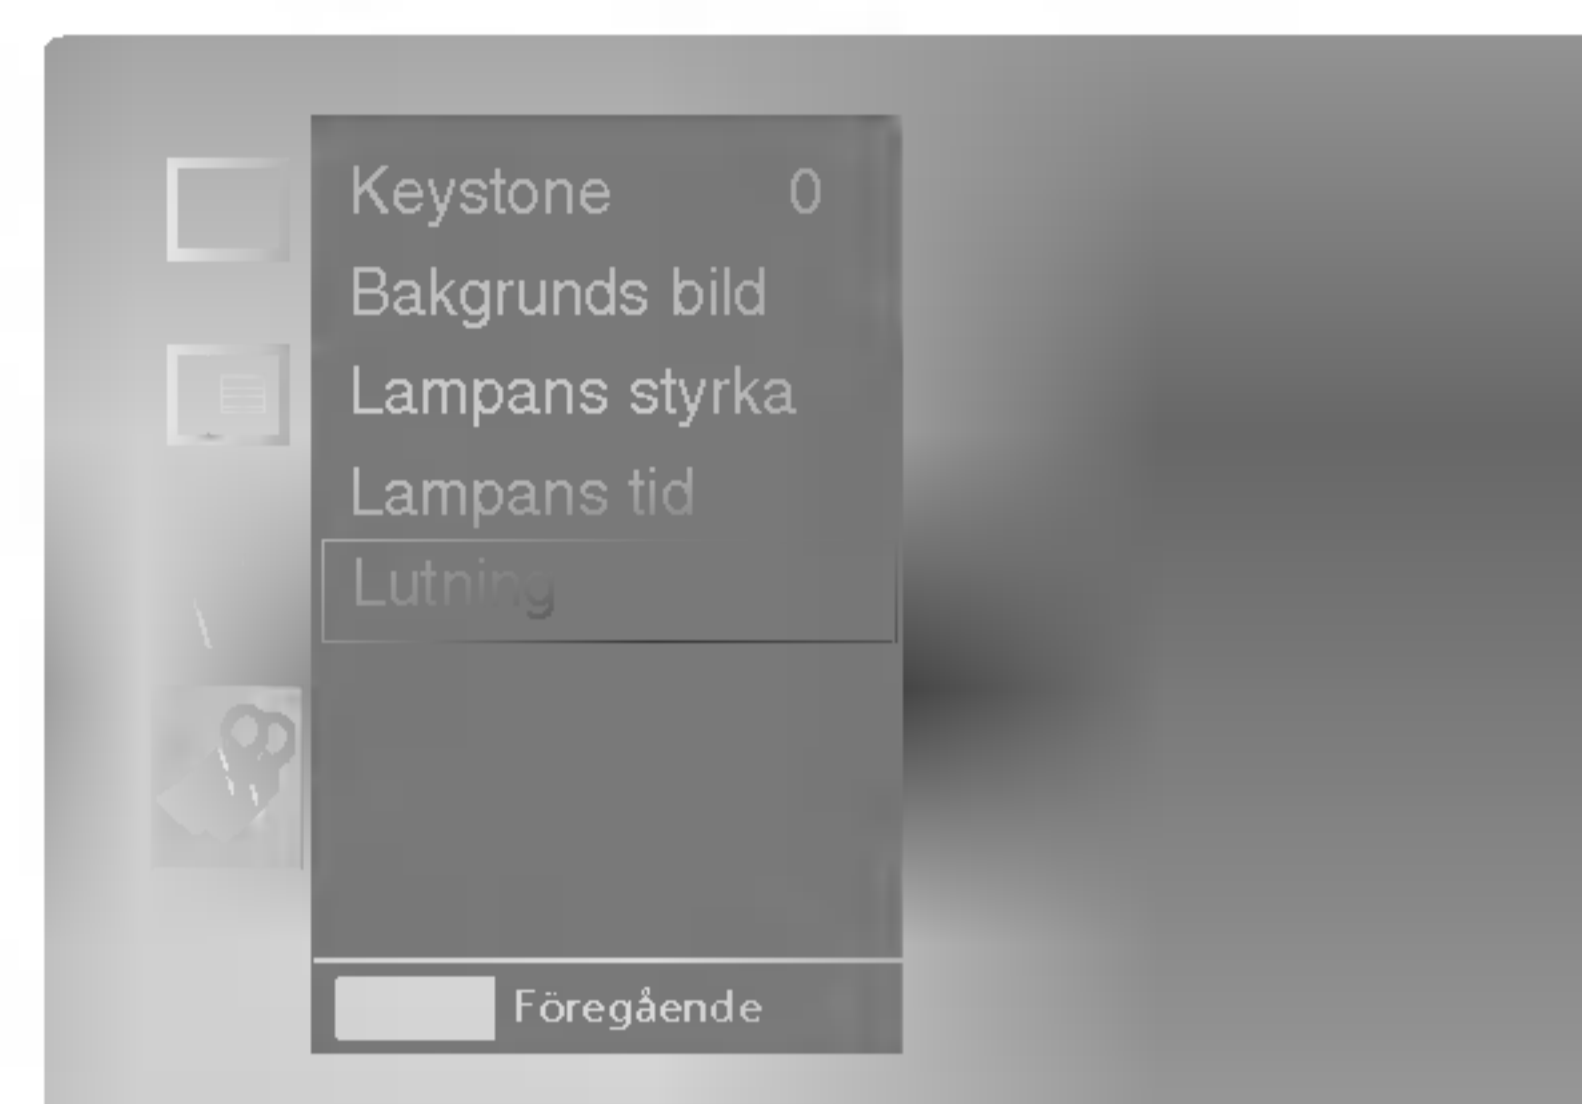 Keystone 0
Bakgrunds bild
Lampans styrka
Lampans tid
Lutning
Föregående